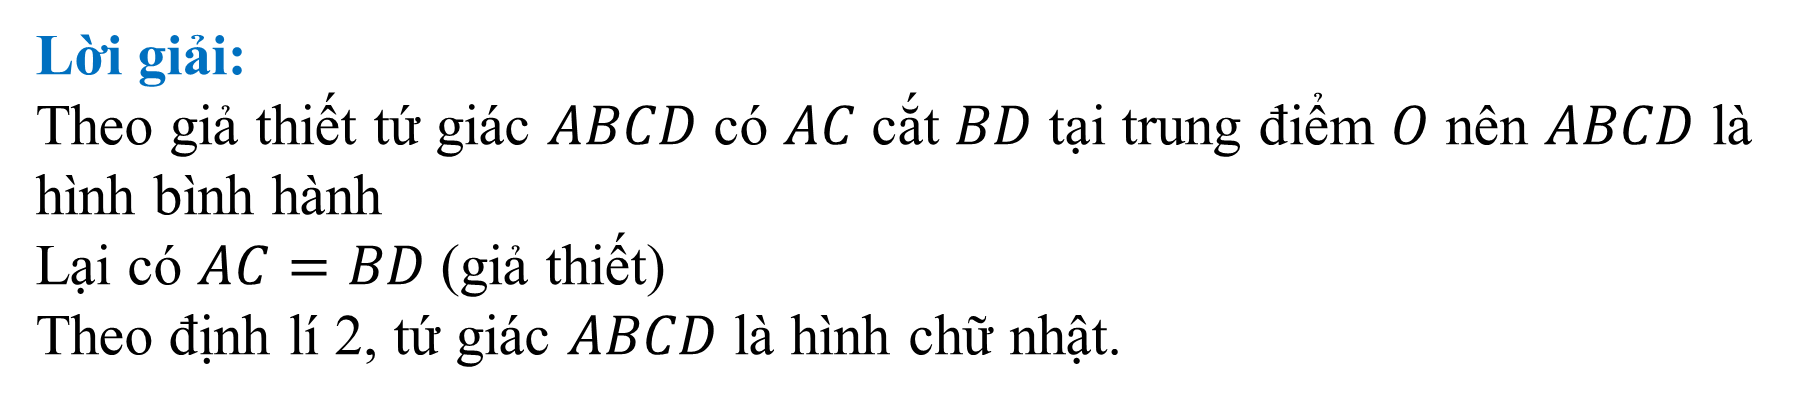 Lời giải:
Theo giả thiết tứ giác ABCD có AC cắt BD tại trung điểm O nên ABCD là
hình bình hành
Lại có AC = BD (giả thiết)
Theo định lí 2, tứ giác ABCD là hình chữ nhật.